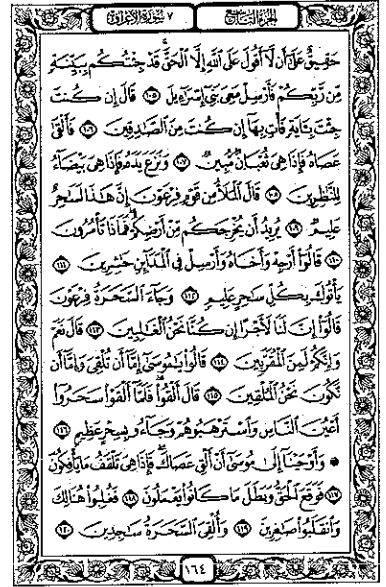 الجزء التاسع ٧ سورة الأعراف
حَقِيقٌ عَلَىٰ أَن لَّا أَقُولَ عَلَى ٱللَّهِ إِلَّا ٱلْحَقَّ قَدْ جِئْتُكُم بِبَيِّنَةٍ
مِّن رَّبِّكُمْ فَأَرْسِلْ مَعِىَ بَنِىٓ إِسْرَٰٓءِيلَ ١٠٥ قَالَ إِن كُنتَ
جِئْتَ بِـَٔايَةٍ فَأْتِ بِهَآ إِن كُنتَ مِنَ ٱلصَّـٰدِقِينَ ١٠٦ فَأَلْقَىٰ
عَصَاهُ فَإِذَا هِىَ ثُعْبَانٌ مُّبِينٌ ١٠٧ وَنَزَعَ يَدَهُۥ فَإِذَا هِىَ بَيْضَآءُ
لِلنَّـٰظِرِينَ ١٠٨ قَالَ ٱلْمَلَأُ مِن قَوْمِ فِرْعَوْنَ إِنَّ هَـٰذَا لَسَـٰحِرٌ
عَلِيمٌ ١٠٩ يُرِيدُ أَن يُخْرِجَكُم مِّنْ أَرْضِكُمْ فَمَاذَا تَأْمُرُونَ
١١٠ قَالُوٓا۟ أَرْجِهْ وَأَخَاهُ وَأَرْسِلْ فِى ٱلْمَدَآئِنِ حَـٰشِرِينَ ١١١
يَأْتُوكَ بِكُلِّ سَـٰحِرٍ عَلِيمٍ ١١٢ وَجَآءَ ٱلسَّحَرَةُ فِرْعَوْنَ
قَالُوٓا۟ إِنَّ لَنَا لَأَجْرًا إِن كُنَّا نَحْنُ ٱلْغَـٰلِبِينَ ١١٣ قَالَ نَعَمْ
وَإِنَّكُمْ لَمِنَ ٱلْمُقَرَّبِينَ ١١٤ قَالُوا۟ يَـٰمُوسَىٰٓ إِمَّآ أَن تُلْقِىَ وَإِمَّآ أَن
نَّكُونَ نَحْنُ ٱلْمُلْقِينَ ١١٥ قَالَ أَلْقُوا۟ فَلَمَّآ أَلْقَوْا۟ سَحَرُوٓا۟
أَعْيُنَ ٱلنَّاسِ وَٱسْتَرْهَبُوهُمْ وَجَآءُو بِسِحْرٍ عَظِيمٍ ١١٦
۞ وَأَوْحَيْنَآ إِلَىٰ مُوسَىٰٓ أَنْ أَلْقِ عَصَاكَ فَإِذَا هِىَ تَلْقَفُ مَا يَأْفِكُونَ
١١٧ فَوَقَعَ ٱلْحَقُّ وَبَطَلَ مَا كَانُوا۟ يَعْمَلُونَ ١١٨ فَغُلِبُوا۟ هُنَالِكَ
وَٱنقَلَبُوا۟ صَـٰغِرِينَ ١١٩ وَأُلْقِىَ ٱلسَّحَرَةُ سَـٰجِدِينَ ١٢٠
١٦٤